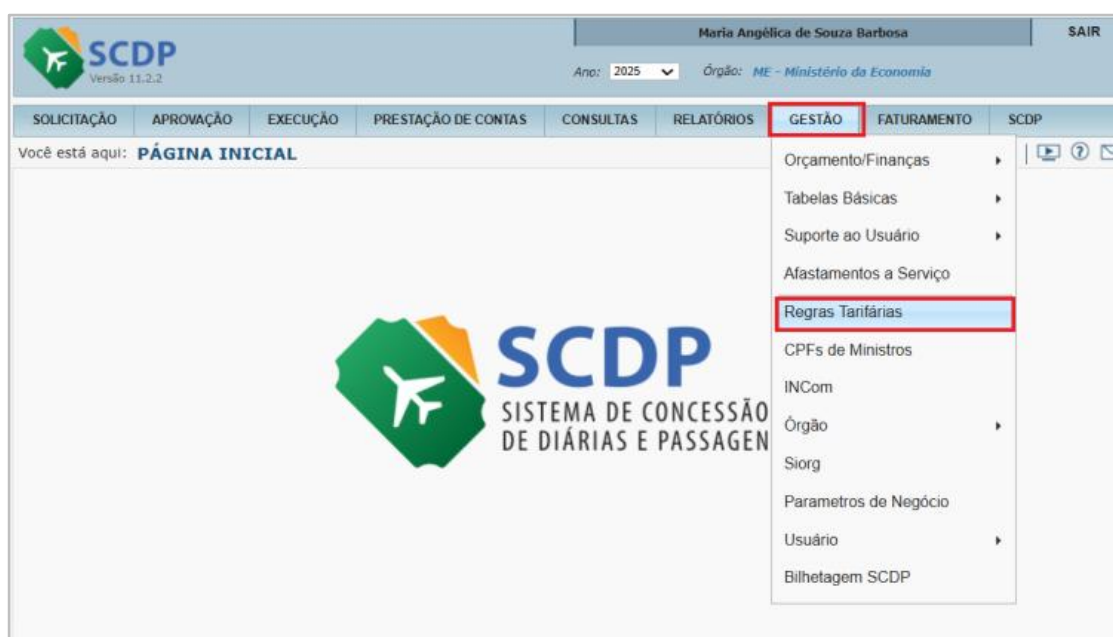 Maria Angélica de Souza Barbosa
SAIR
SCDP
Versão 11.2.2
Ano: 2025 Órgão: ME - Ministério da Economia
SOLICITAÇÃO APROVAÇÃO EXECUÇÃO PRESTAÇÃO DE CONTAS CONSULTAS RELATÓRIOS GESTÃO FATURAMENTO SCDP
Você está aqui: PÁGINA INICIAL
Orçamento/Finanças
Tabelas Básicas
Suporte ao Usuário
Afastamentos a Serviço
Regras Tarifárias
CPFs de Ministros
INCom
Órgão
Siorg
Parametros de Negócio
Usuário
Bilhetagem SCDP
SCDP
SISTEMA DE CONCESSÃO
DE DIÁRIAS E PASSAGEN